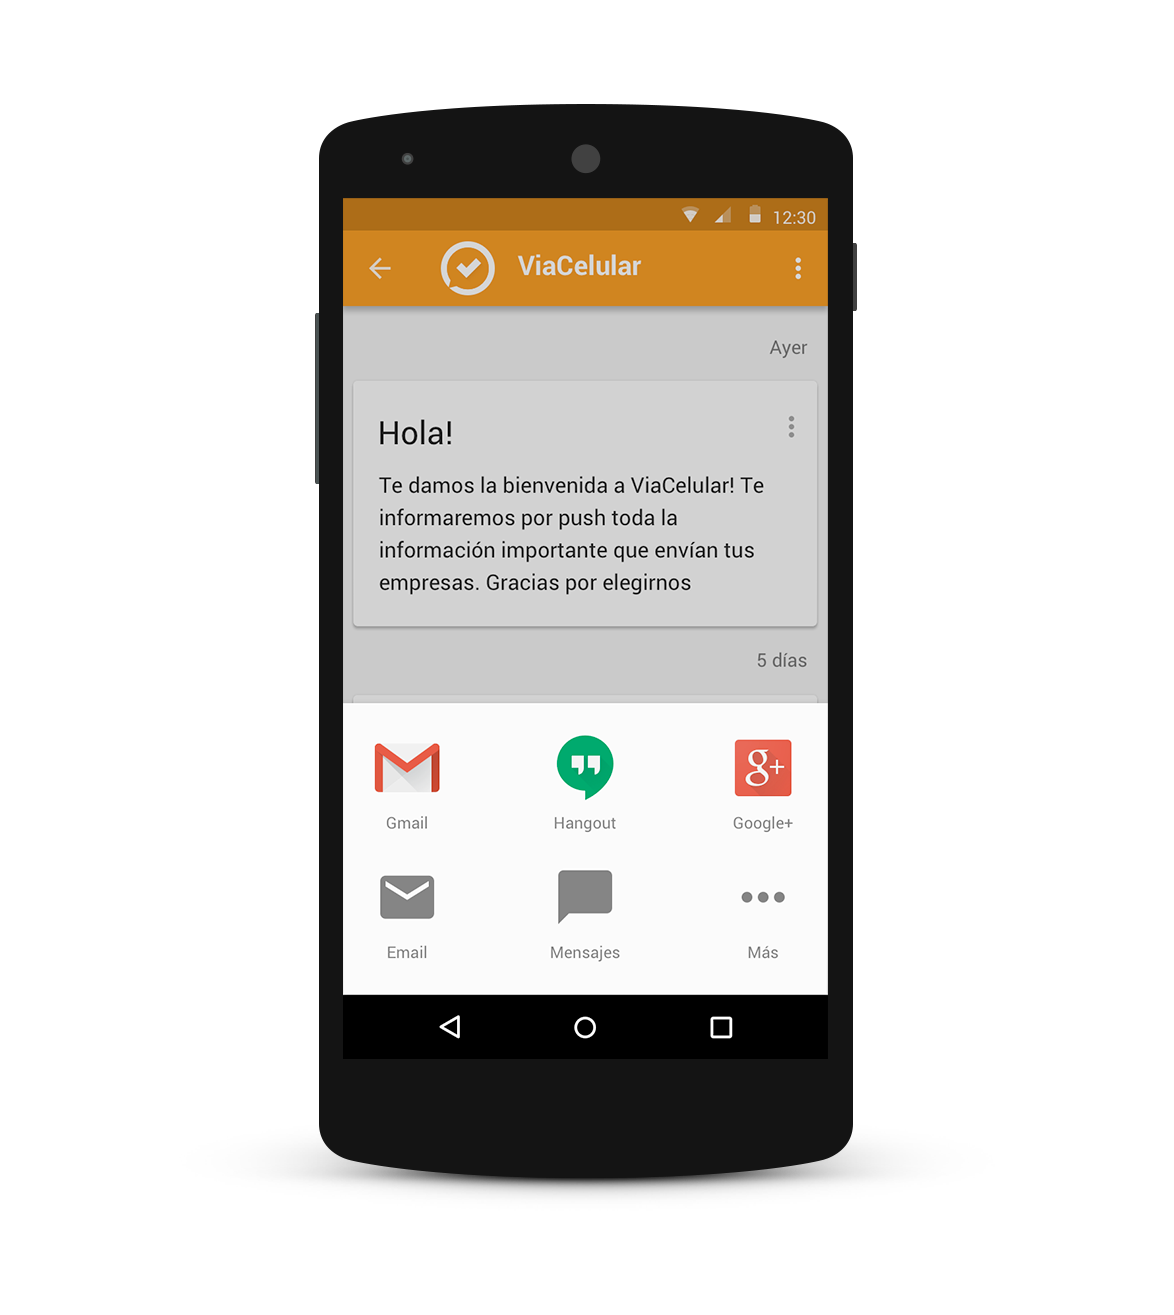 12:30
ViaCelular
Ayer
Hola!
Te damos la bienvenida a ViaCelular! Te
informaremos por push toda la
información importante que envían tus
empresas. Gracias por elegirnos
5 días
Gmail
Hangout
Google+
Email
Mensajes
Más